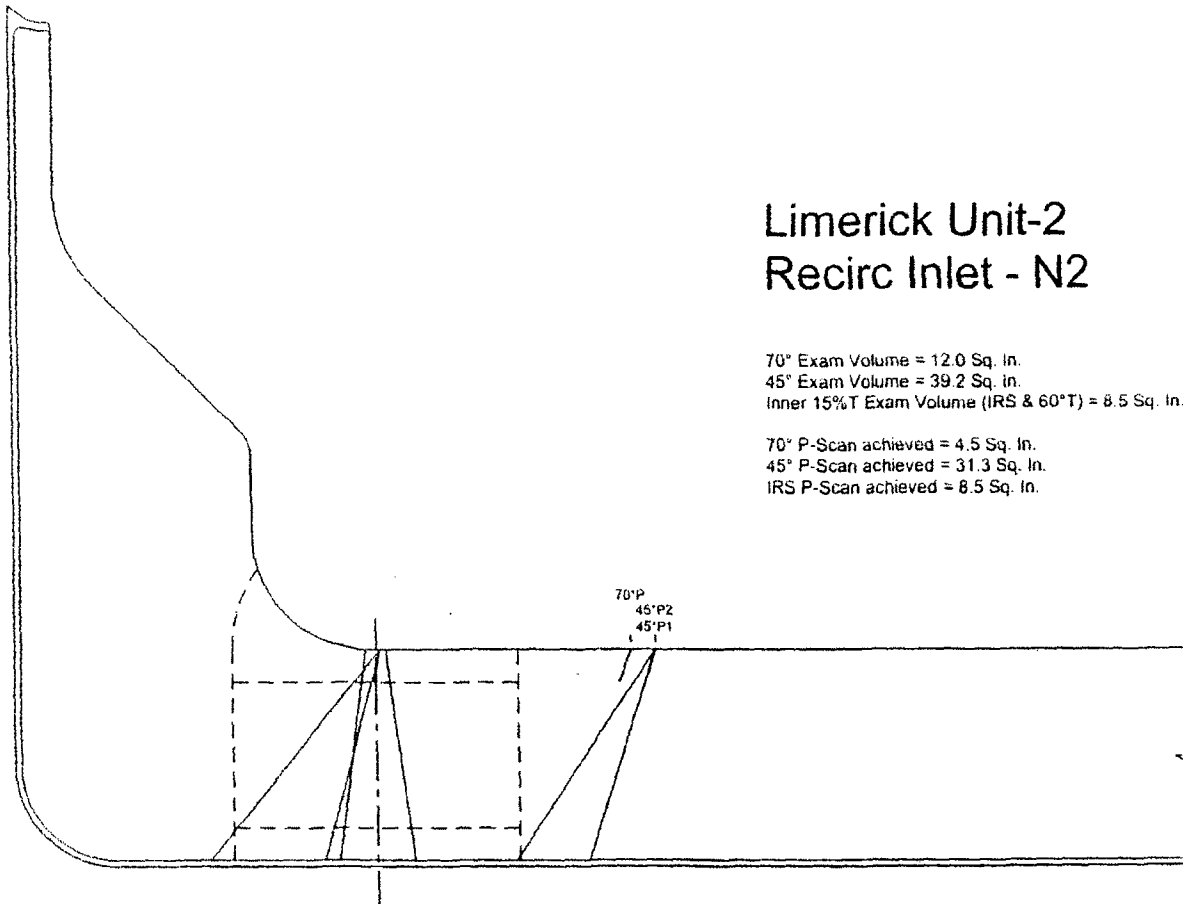 Limerick Unit-2
Recirc Inlet - N2
70° Exam Volume = 12.0 Sq. In.
45° Exam Volume = 39.2 Sq. In.
Inner 15%T Exam Volume (IRS & 60°T) = 8.5 Sq. In.
70° P-Scan achieved = 4.5 Sq. In.
45° P-Scan achieved = 31.3 Sq. In.
IRS P-Scan achieved = 8.5 Sq. In.
70°P
45°P2
45°P1